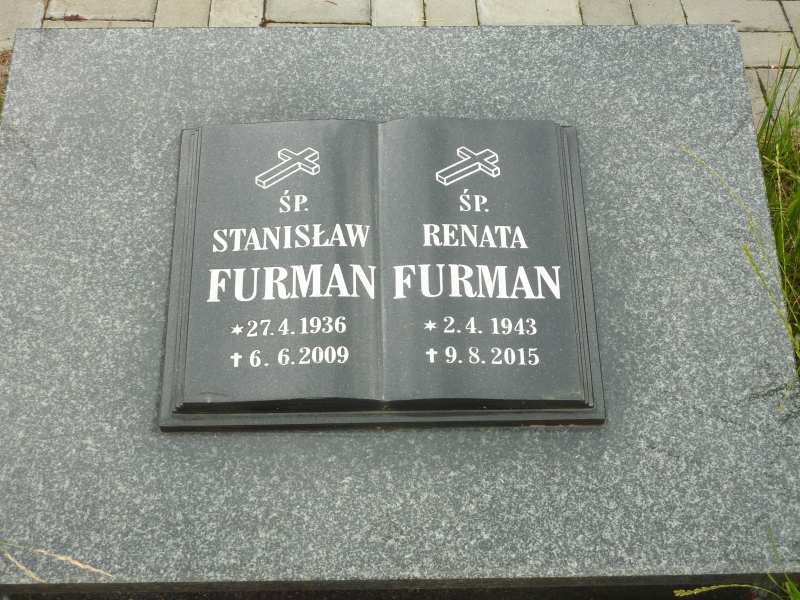 ŚP.
STANISŁAW
FURMAN
*27.4.1936
✝6.6.2009
ŚP.
RENATA
FURMAN
*2.4.1943
✝9.8.2015